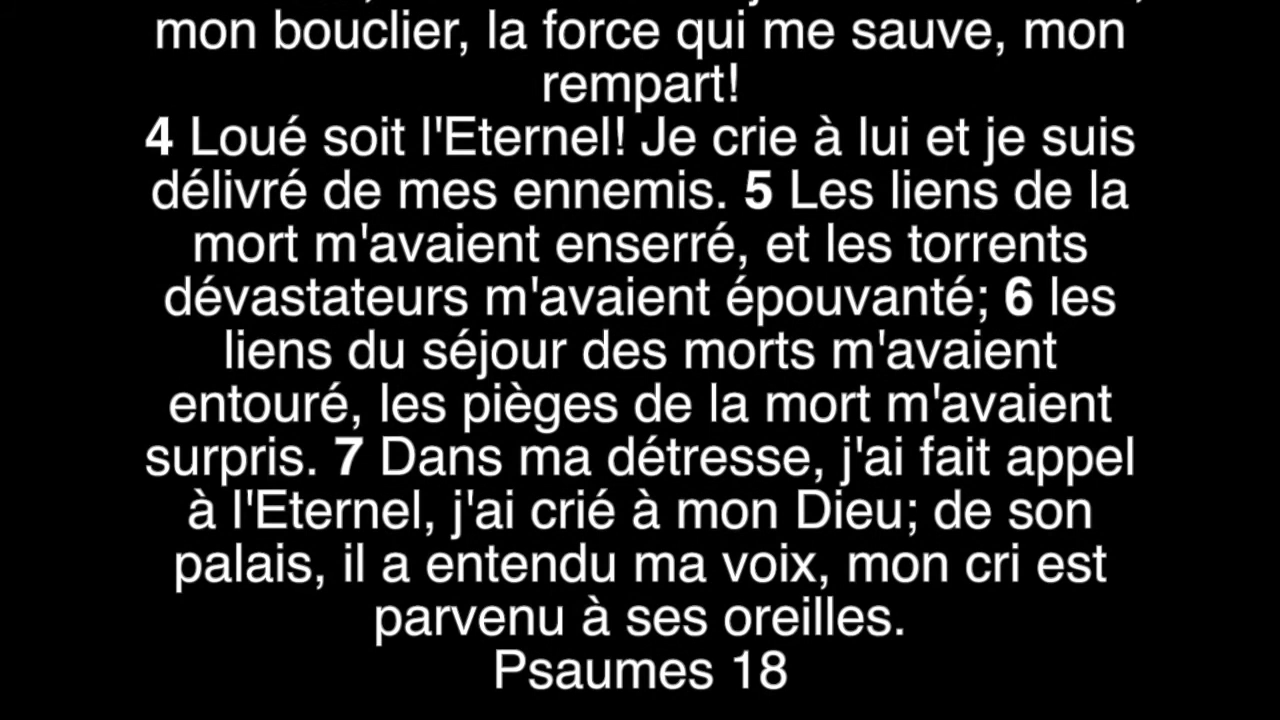 mon bouclier, la force qui me sauve, mon
rempart!
4 Loué soit l'Eternel! Je crie à lui et je suis
délivré de mes ennemis. 5 Les liens de la
mort m'avaient enserré, et les torrents
dévastateurs m'avaient épouvanté; 6 les
liens du séjour des morts m'avaient
entouré, les pièges de la mort m'avaient
surpris. 7 Dans ma détresse, j'ai fait appel
à l'Eternel, j'ai crié à mon Dieu; de son
palais, il a entendu ma voix, mon cri est
parvenu à ses oreilles.
Psaumes 18